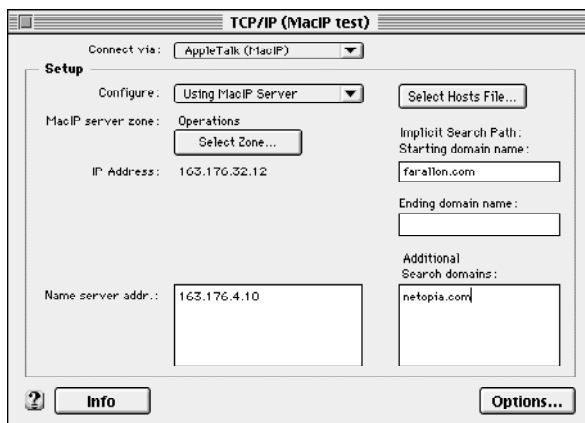 TCP/IP (MacIP test)
Connect via: AppleTalk (MacIP)
Setup
Configure: Using MacIP Server
Select Hosts File...
MacIP server zone: Operations
Select Zone...
Implicit Search Path:
Starting domain name:
IP Address: 163.176.32.12
farallon.com
Ending domain name:
Additional
Search domains:
Name server addr.: 163.176.4.10
netopia.com
? Info
Options...